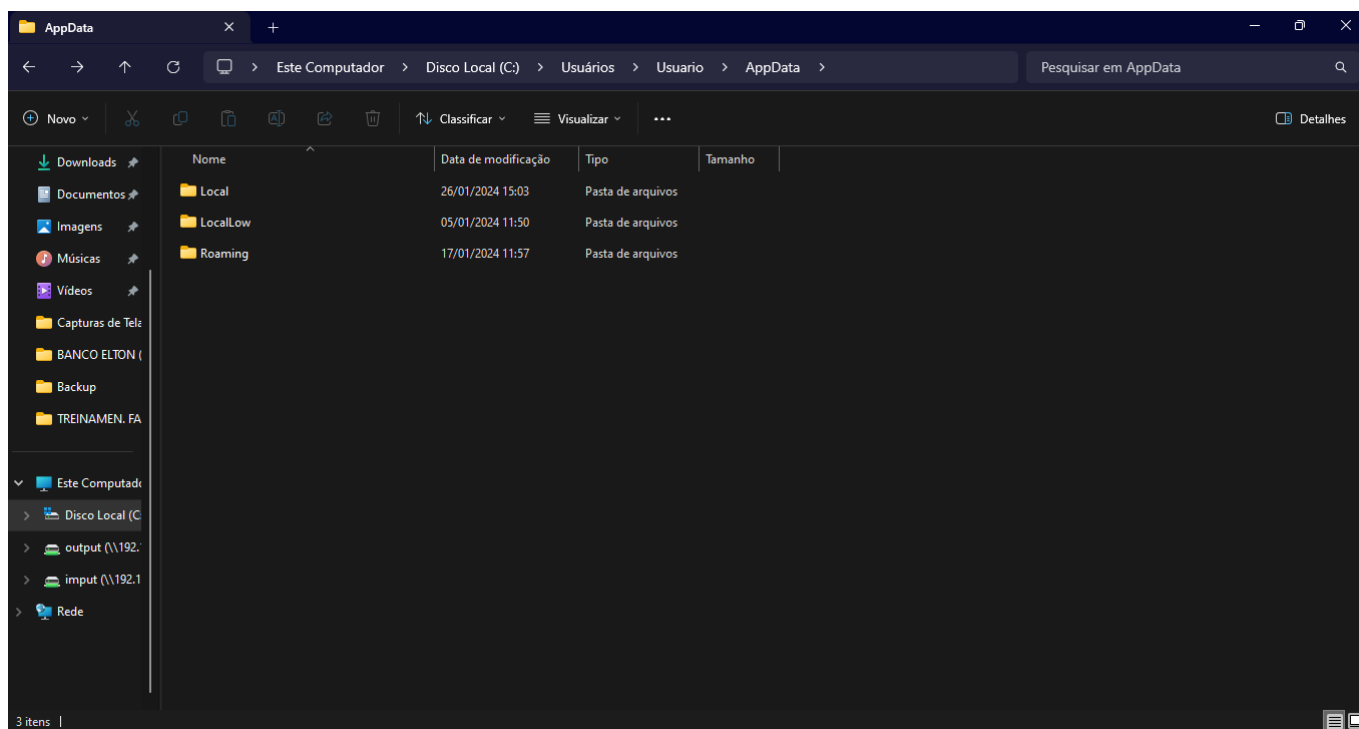 AppData
Este Computador > Disco Local (C:) > Usuários > Usuario > AppData >
Pesquisar em AppData
Novo
Classificar
Visualizar
Detalhes
Downloads
Documentos
Imagens
Músicas
Vídeos
Capturas de Tela
BANCO ELTON (
Backup
TREINAMEN. FA
Este Computado
Disco Local (C
output (\\192.
imput (\\192.1
Rede
Nome Data de modificação Tipo Tamanho
Local 26/01/2024 15:03 Pasta de arquivos
LocalLow 05/01/2024 11:50 Pasta de arquivos
Roaming 17/01/2024 11:57 Pasta de arquivos
3 itens